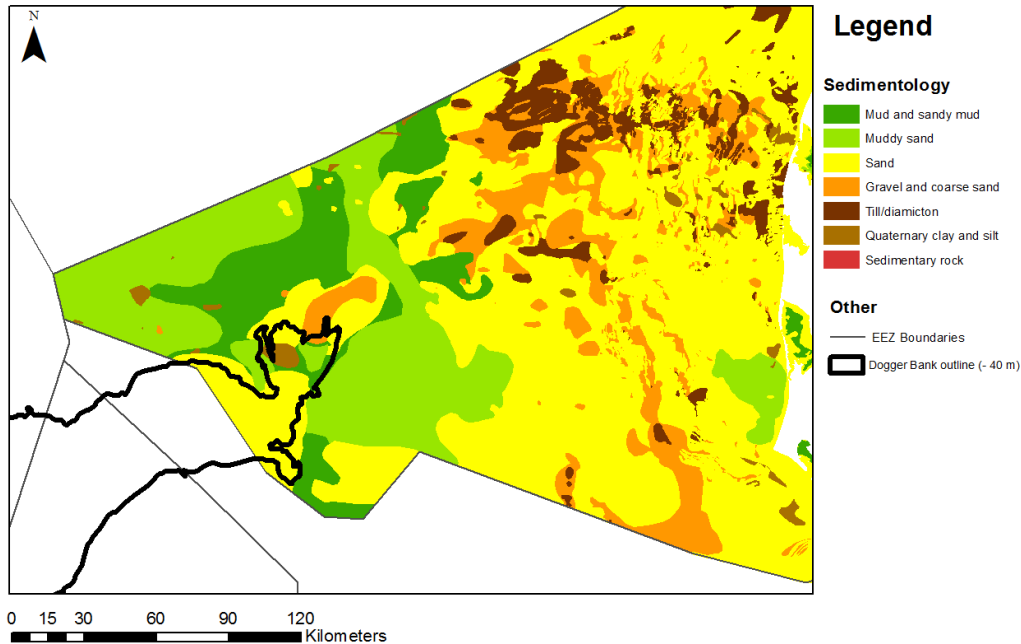 N
Legend
Sedimentology
Mud and sandy mud
Muddy sand
Sand
Gravel and coarse sand
Till/diamicton
Quaternary clay and silt
Sedimentary rock
Other
EEZ Boundaries
Dogger Bank outline (- 40 m)
0 15 30 60 90 120
Kilometers